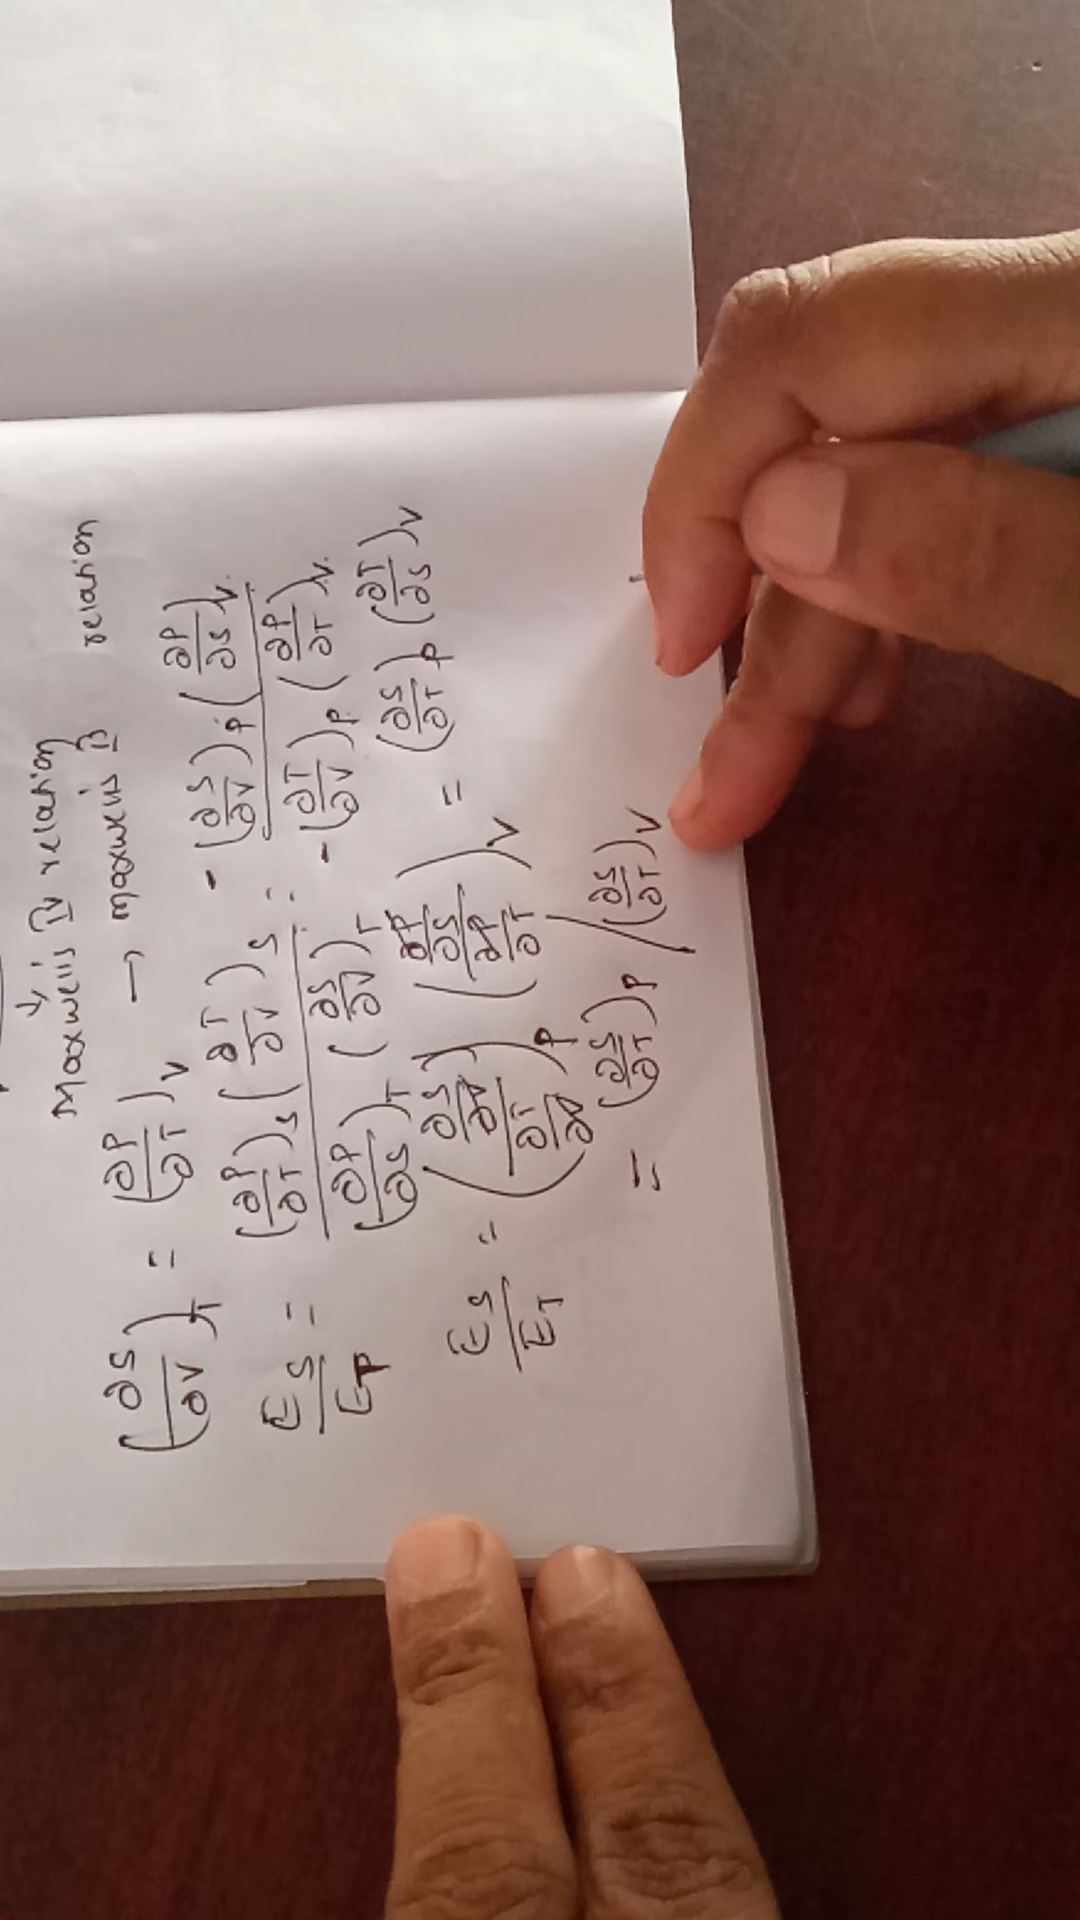 ↓
Maxwell's IV relation
(∂S/∂V)_T = (∂P/∂T)_V → maxwell's II relation
E_S/E_P = (∂P/∂T)_S (∂T/∂V)_S / (∂P/∂S)_T (∂S/∂V)_T : -(∂S/∂V)_P (∂P/∂S)_V / -(∂T/∂V)_P (∂P/∂T)_V
E_S/E_T = (∂S/∂V / ∂T/∂V)_P (∂P/∂S / ∂P/∂T)_V = (∂S/∂T)_P (∂T/∂S)_V
= (∂S/∂T)_P / (∂S/∂T)_V